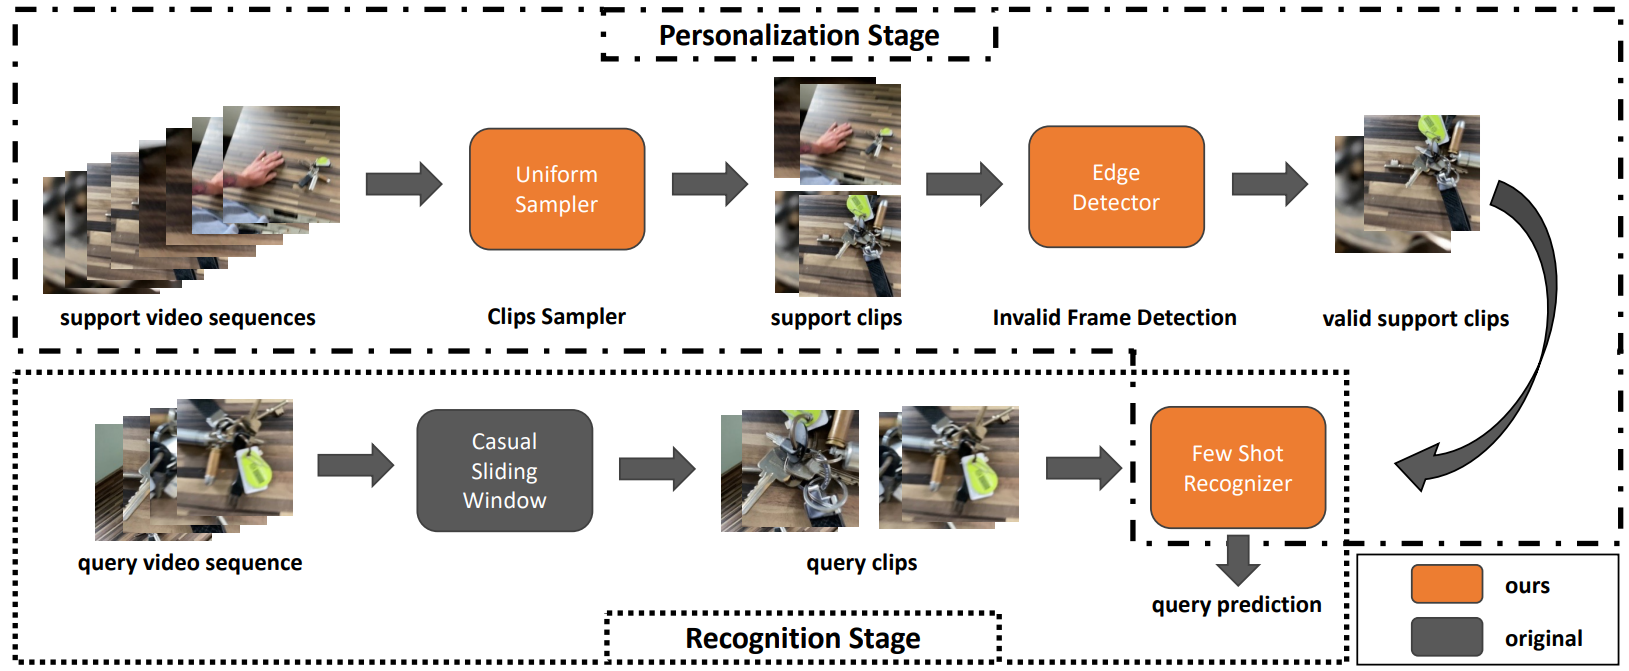 Personalization Stage
Uniform
Sampler
Edge
Detector
support video sequences
Clips Sampler
support clips
Invalid Frame Detection
valid support clips
Casual
Sliding
Window
Few Shot
Recognizer
query video sequence
query clips
query prediction
ours
original
Recognition Stage